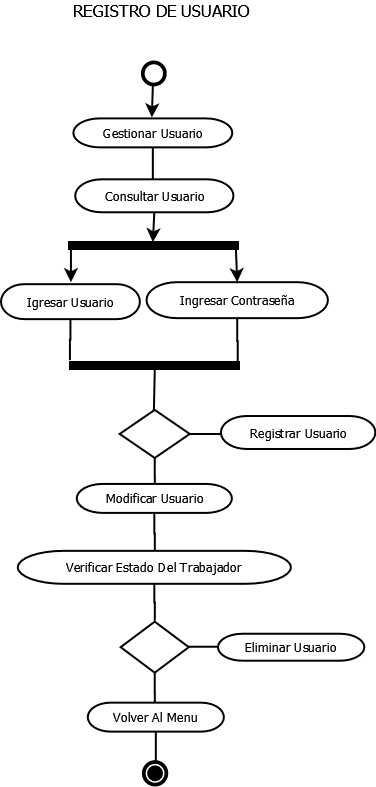 REGISTRO DE USUARIO
Gestionar Usuario
Consultar Usuario
Igresar Usuario
Ingresar Contraseña
Registrar Usuario
Modificar Usuario
Verificar Estado Del Trabajador
Eliminar Usuario
Volver Al Menu